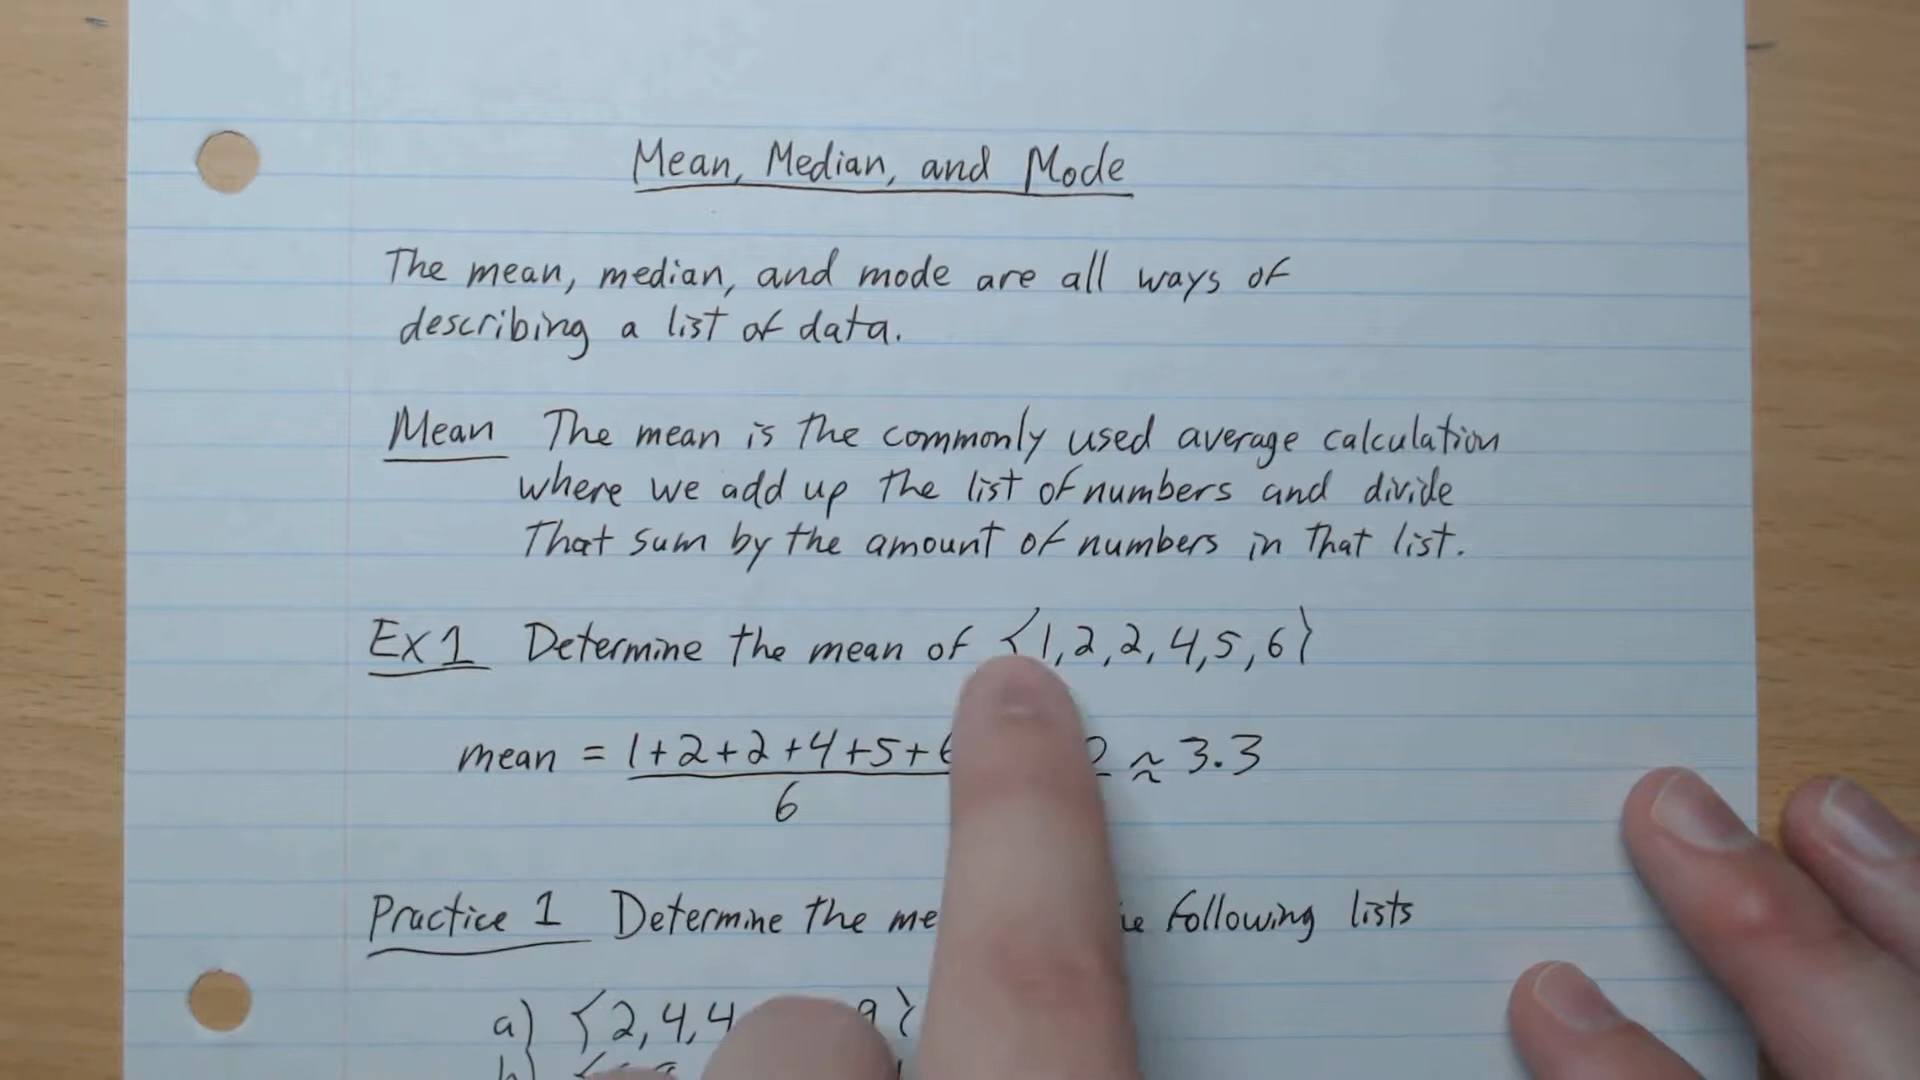 Mean, Median, and Mode
The mean, median, and mode are all ways of
describing a list of data.
Mean The mean is the commonly used average calculation
where we add up the list of numbers and divide
that sum by the amount of numbers in that list.
Ex 1 Determine the mean of {1,2,2,4,5,6}
mean = 1+2+2+4+5+6 ≈ 3.3
6
Practice 1 Determine the following lists
a) {2,4,4 9}
b) {